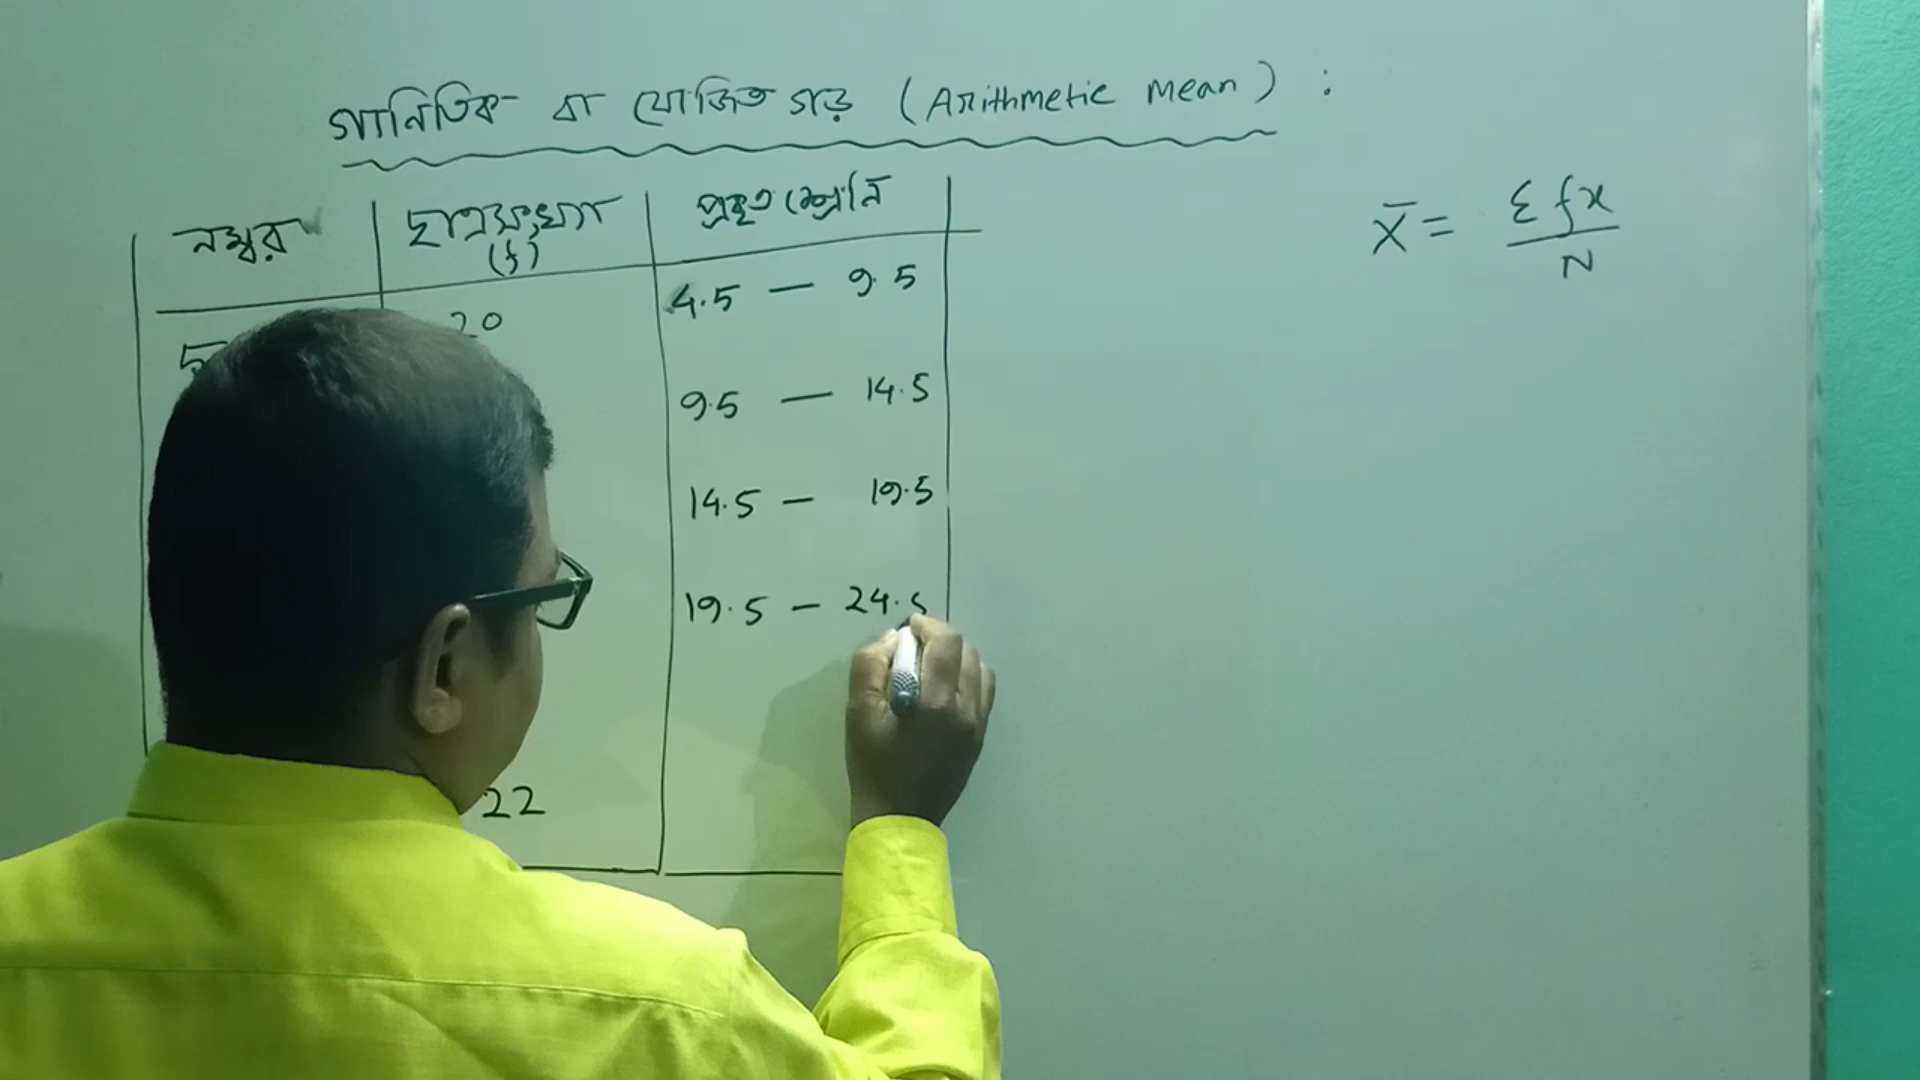 গানিতিক বা যোজিত গড় (Arithmetic Mean) :
নম্বর ছাত্রসংখ্যা (f) প্রকৃত শ্রেনি
X̄ = Σfx / N
5 20 4.5 — 9.5
9.5 — 14.5
14.5 — 19.5
19.5 — 24.5
22